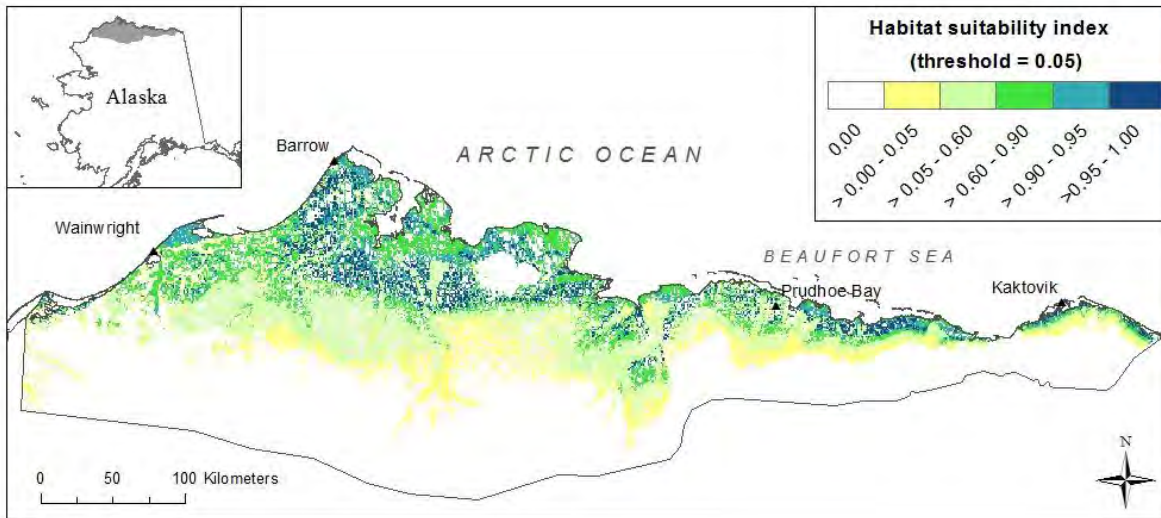 Alaska
Habitat suitability index
(threshold = 0.05)
0.00
> 0.00 - 0.05
> 0.05 - 0.60
> 0.60 - 0.90
> 0.90 - 0.95
>0.95 - 1.00
Barrow
ARCTIC OCEAN
Wainwright
BEAUFORT SEA
Prudhoe Bay
Kaktovik
0 50 100 Kilometers
N